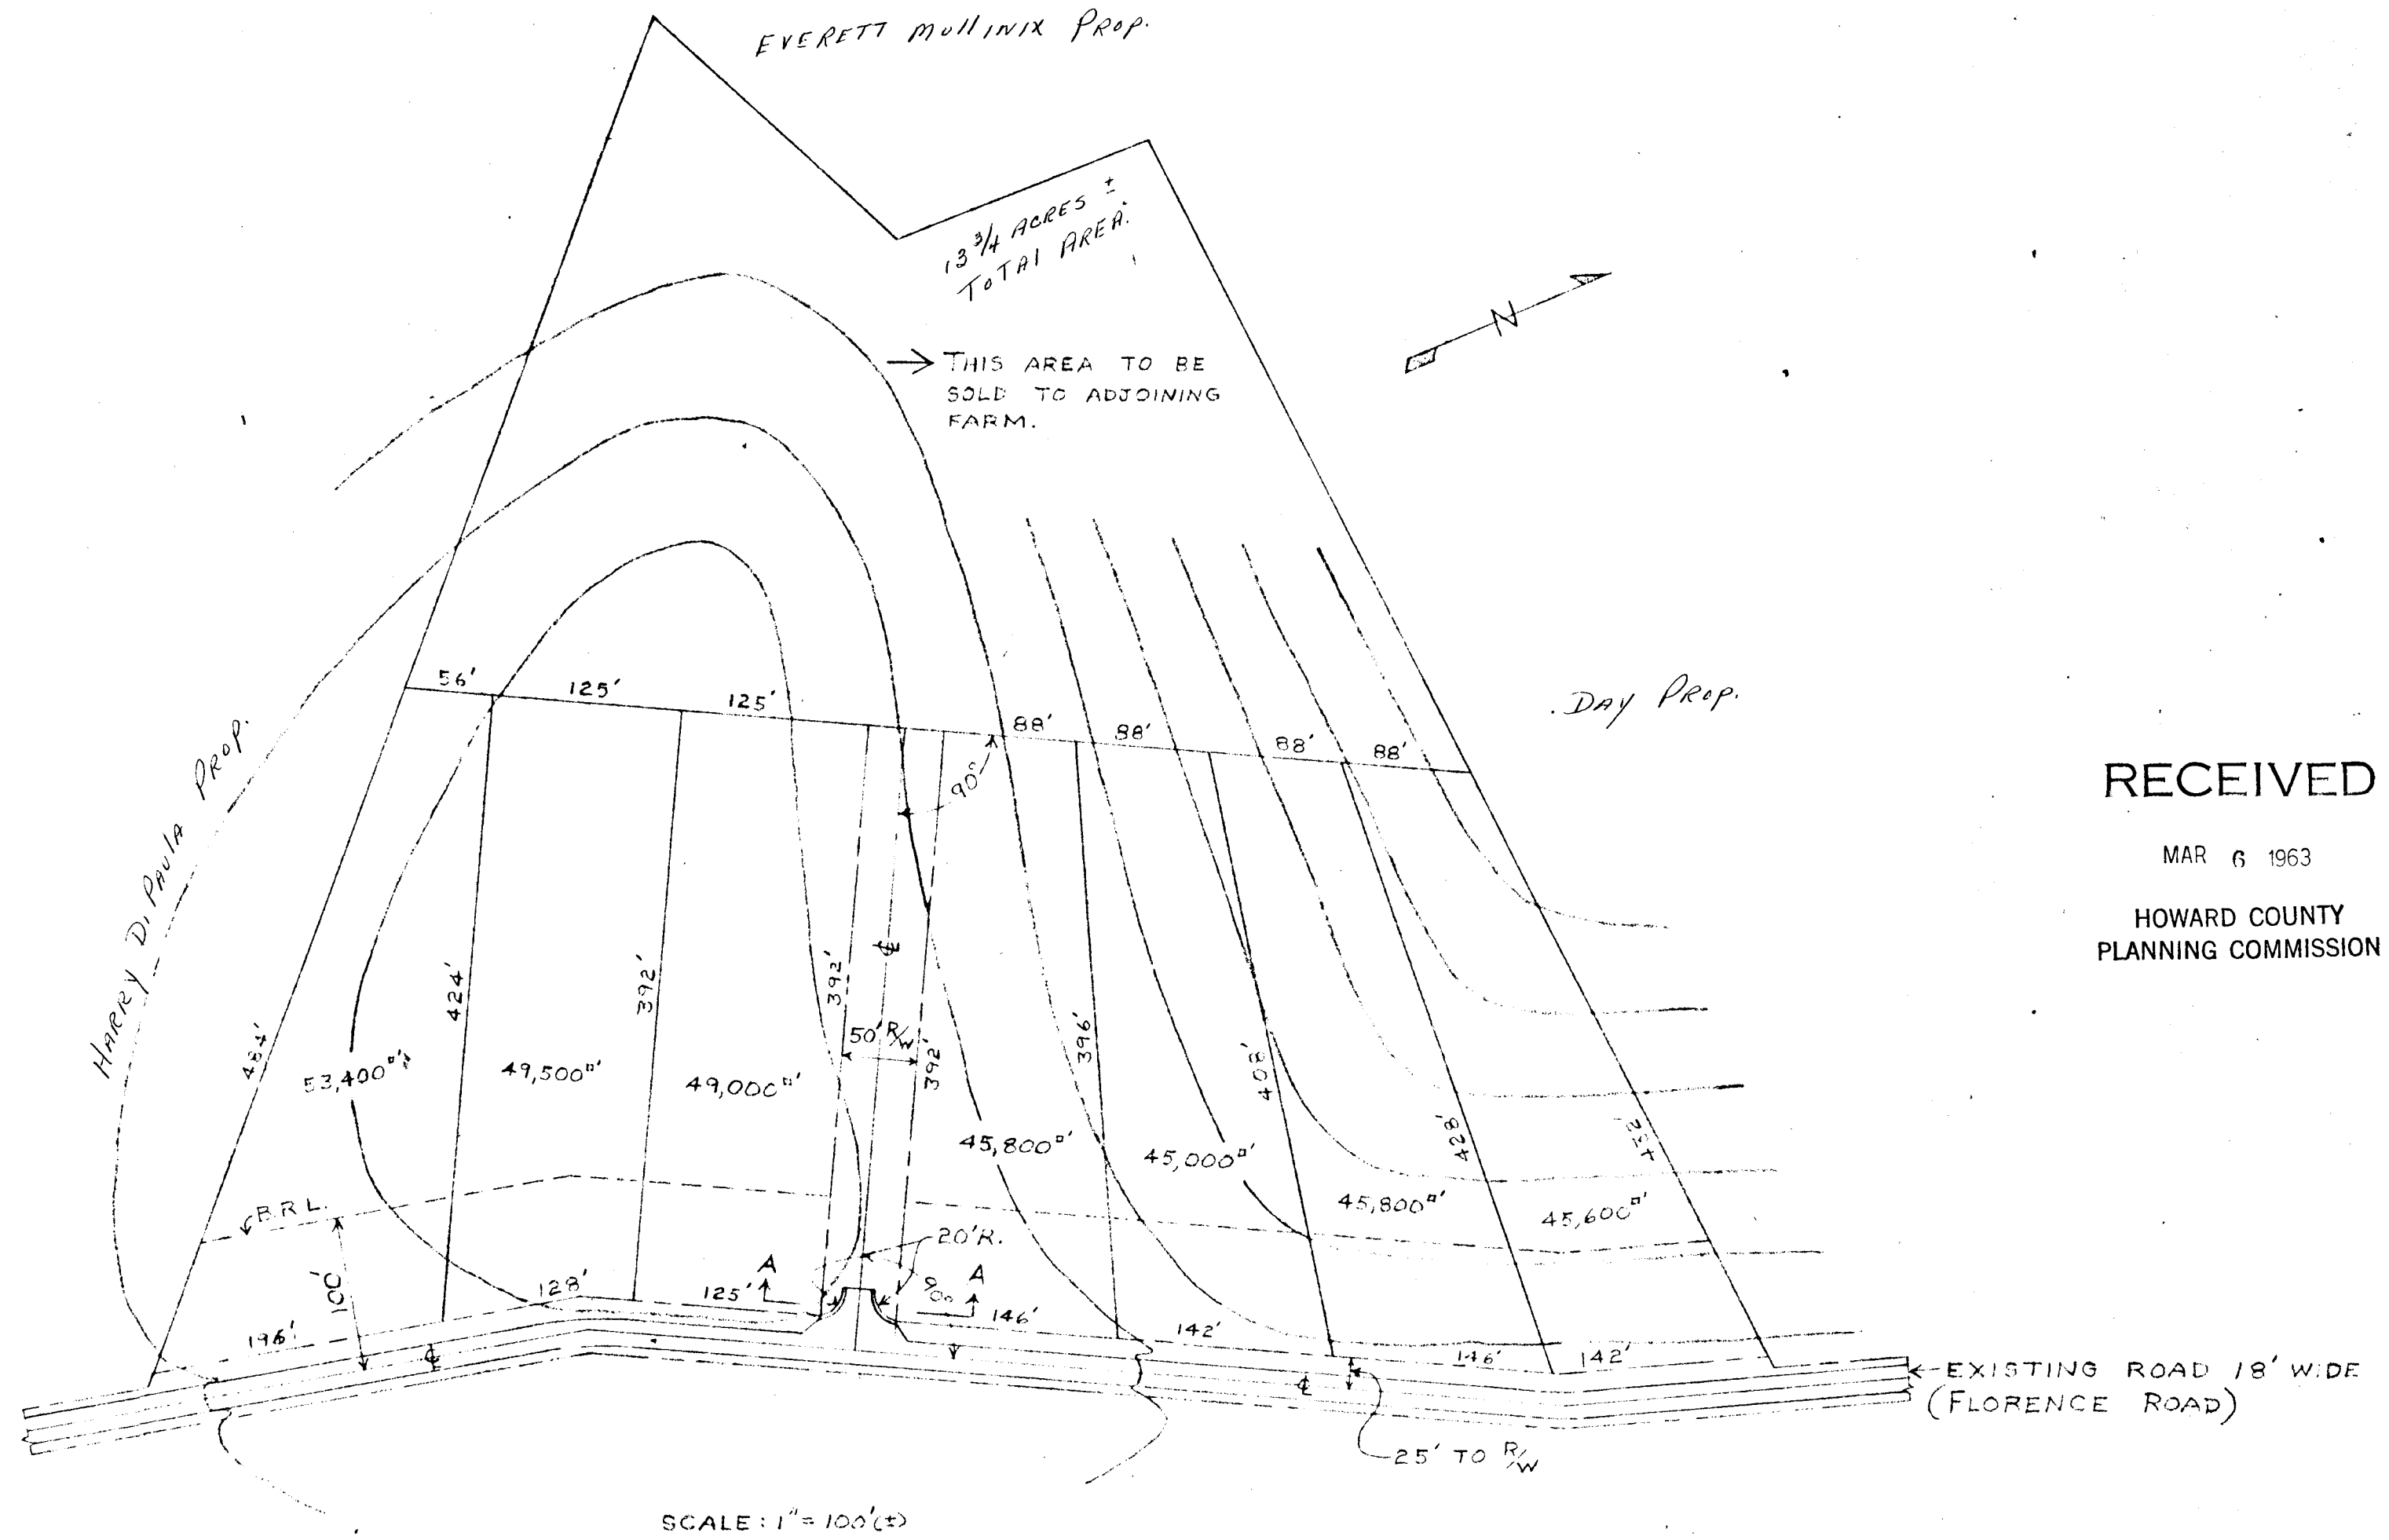 EVERETT MULLINIX PROP.
13 3/4 ACRES ±
TOTAL AREA.
N
→ THIS AREA TO BE
SOLD TO ADJOINING
FARM.
DAY PROP.
HARRY DI PAULA PROP.
RECEIVED
MAR 6 1963
HOWARD COUNTY
PLANNING COMMISSION
56'
125'
125'
88'
88'
88'
88'
90°
484'
424'
392'
392'
℄
50' R/W
392'
396'
408'
428'
432'
53,400□'
49,500□'
49,000□'
45,800□'
45,000□'
45,800□'
45,600□'
B.R.L.
100'
20'R.
A
A
196'
128'
125'
146'
142'
146'
142'
℄
℄
EXISTING ROAD 18' WIDE
(FLORENCE ROAD)
25' TO R/W
SCALE: 1" = 100'(±)